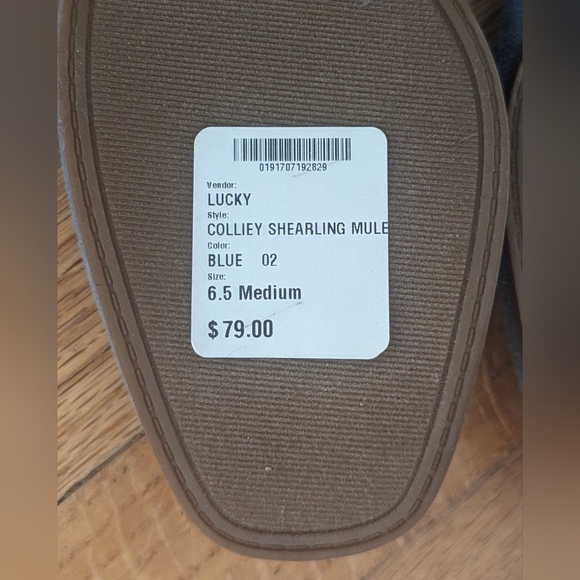 0191707192829
Vendor:
LUCKY
Style:
COLLIEY SHEARLING MULE
Color:
BLUE 02
Size:
6.5 Medium
$79.00